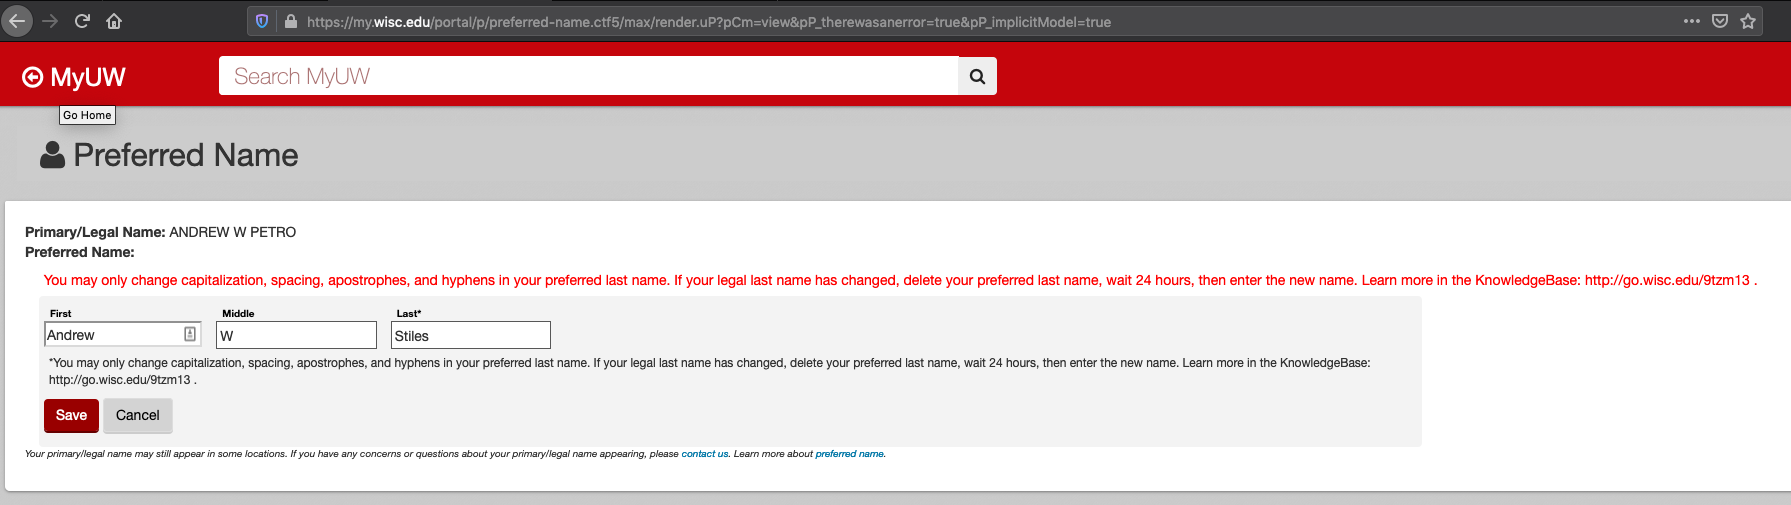 https://my.wisc.edu/portal/p/preferred-name.ctf5/max/render.uP?pCm=view&pP_therewasanerror=true&pP_implicitModel=true
MyUW
Search MyUW
Go Home
Preferred Name
Primary/Legal Name: ANDREW W PETRO
Preferred Name:
You may only change capitalization, spacing, apostrophes, and hyphens in your preferred last name. If your legal last name has changed, delete your preferred last name, wait 24 hours, then enter the new name. Learn more in the KnowledgeBase: http://go.wisc.edu/9tzm13 .
First Middle Last*
Andrew W Stiles
*You may only change capitalization, spacing, apostrophes, and hyphens in your preferred last name. If your legal last name has changed, delete your preferred last name, wait 24 hours, then enter the new name. Learn more in the KnowledgeBase:
http://go.wisc.edu/9tzm13 .
Save Cancel
Your primary/legal name may still appear in some locations. If you have any concerns or questions about your primary/legal name appearing, please contact us. Learn more about preferred name.